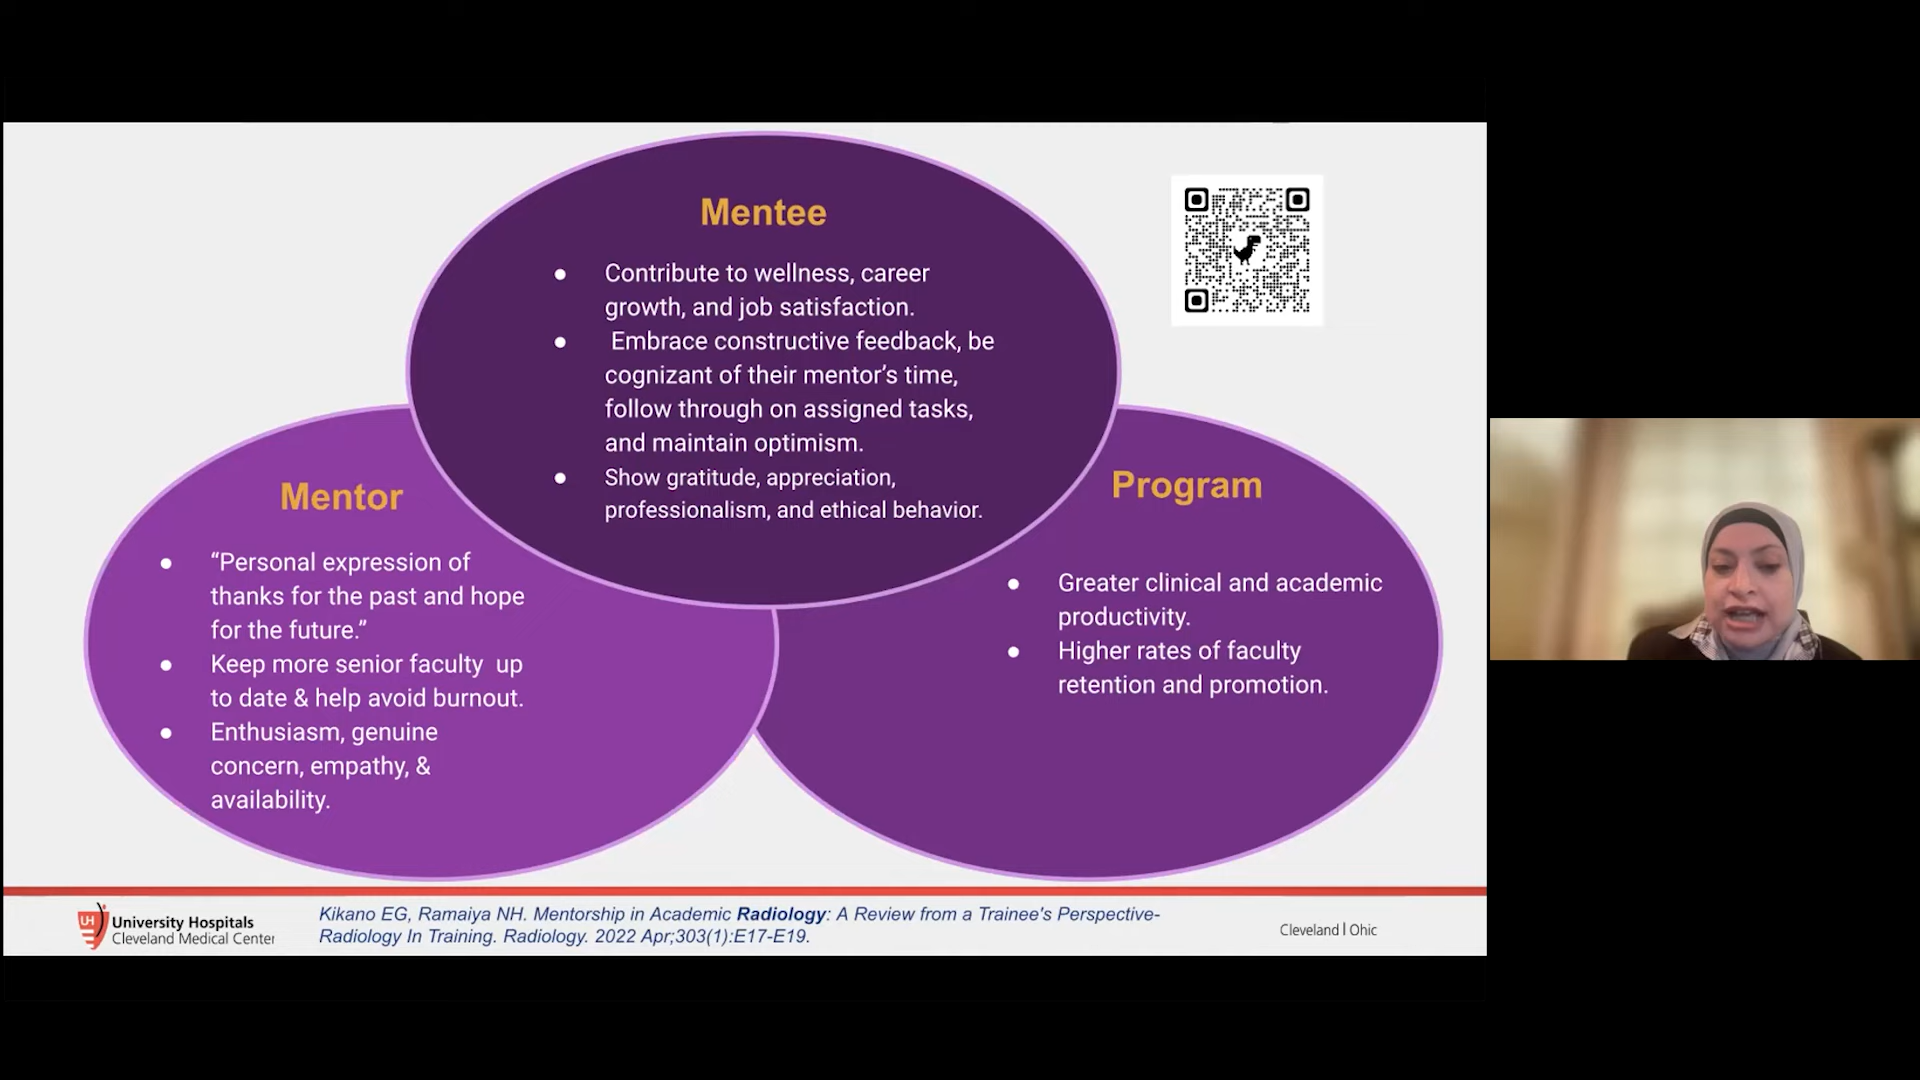 Mentee
Contribute to wellness, career
growth, and job satisfaction.
Embrace constructive feedback, be
cognizant of their mentor’s time,
follow through on assigned tasks,
and maintain optimism.
Show gratitude, appreciation,
professionalism, and ethical behavior.
Mentor
“Personal expression of
thanks for the past and hope
for the future.”
Keep more senior faculty up
to date & help avoid burnout.
Enthusiasm, genuine
concern, empathy, &
availability.
Program
Greater clinical and academic
productivity.
Higher rates of faculty
retention and promotion.
UH
University Hospitals
Cleveland Medical Center
Kikano EG, Ramaiya NH. Mentorship in Academic Radiology: A Review from a Trainee's Perspective-
Radiology In Training. Radiology. 2022 Apr;303(1):E17-E19.
Cleveland | Ohic